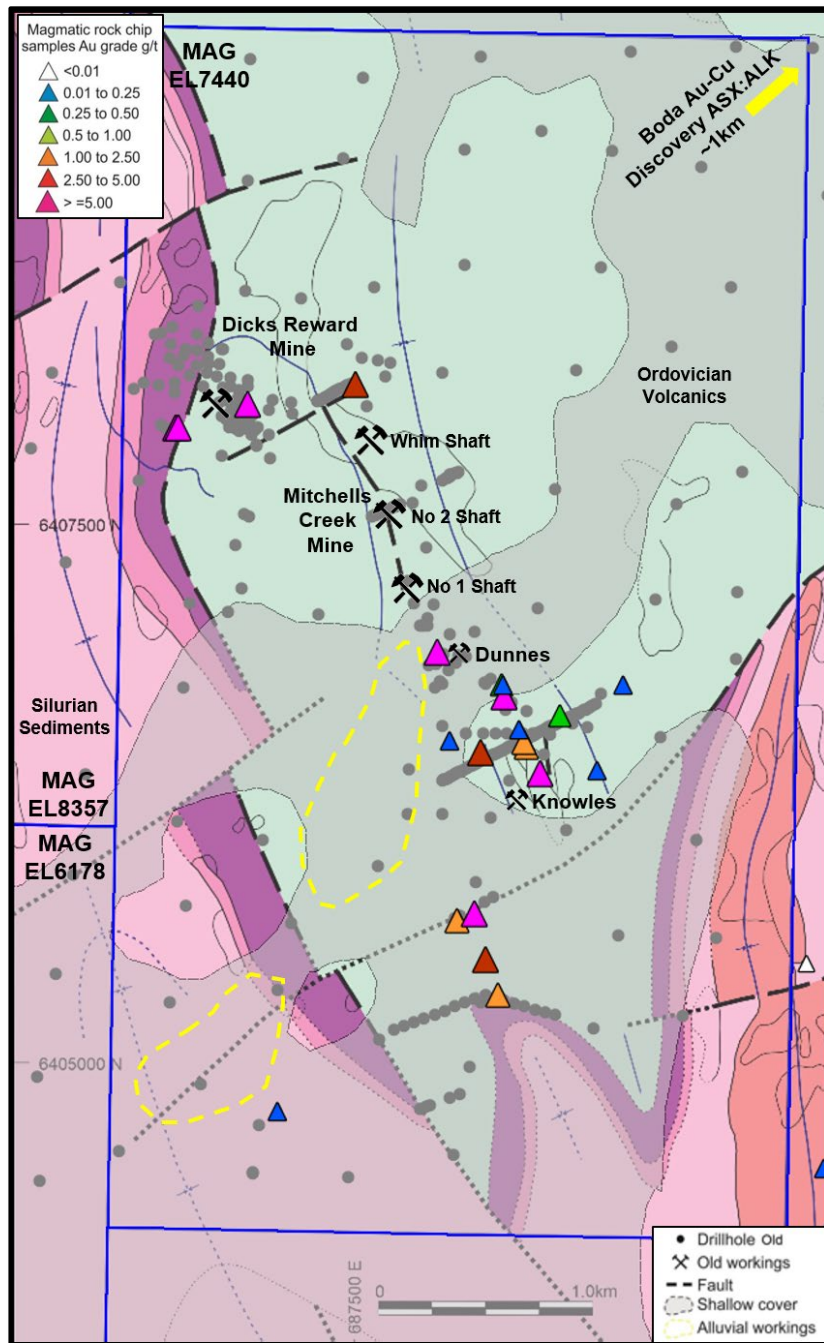 Magmatic rock chip
samples Au grade g/t
<0.01
0.01 to 0.25
0.25 to 0.50
0.5 to 1.00
1.00 to 2.50
2.50 to 5.00
> =5.00
MAG
EL7440
Boda Au-Cu
Discovery ASX:ALK
~1km
Dicks Reward
Mine
Ordovician
Volcanics
Whim Shaft
Mitchells
Creek
Mine
No 2 Shaft
6407500 N
No 1 Shaft
Dunnes
Silurian
Sediments
MAG
EL8357
Knowles
MAG
EL6178
6405000 N
687500 E
0
1.0km
Drillhole Old
Old workings
Fault
Shallow cover
Alluvial workings